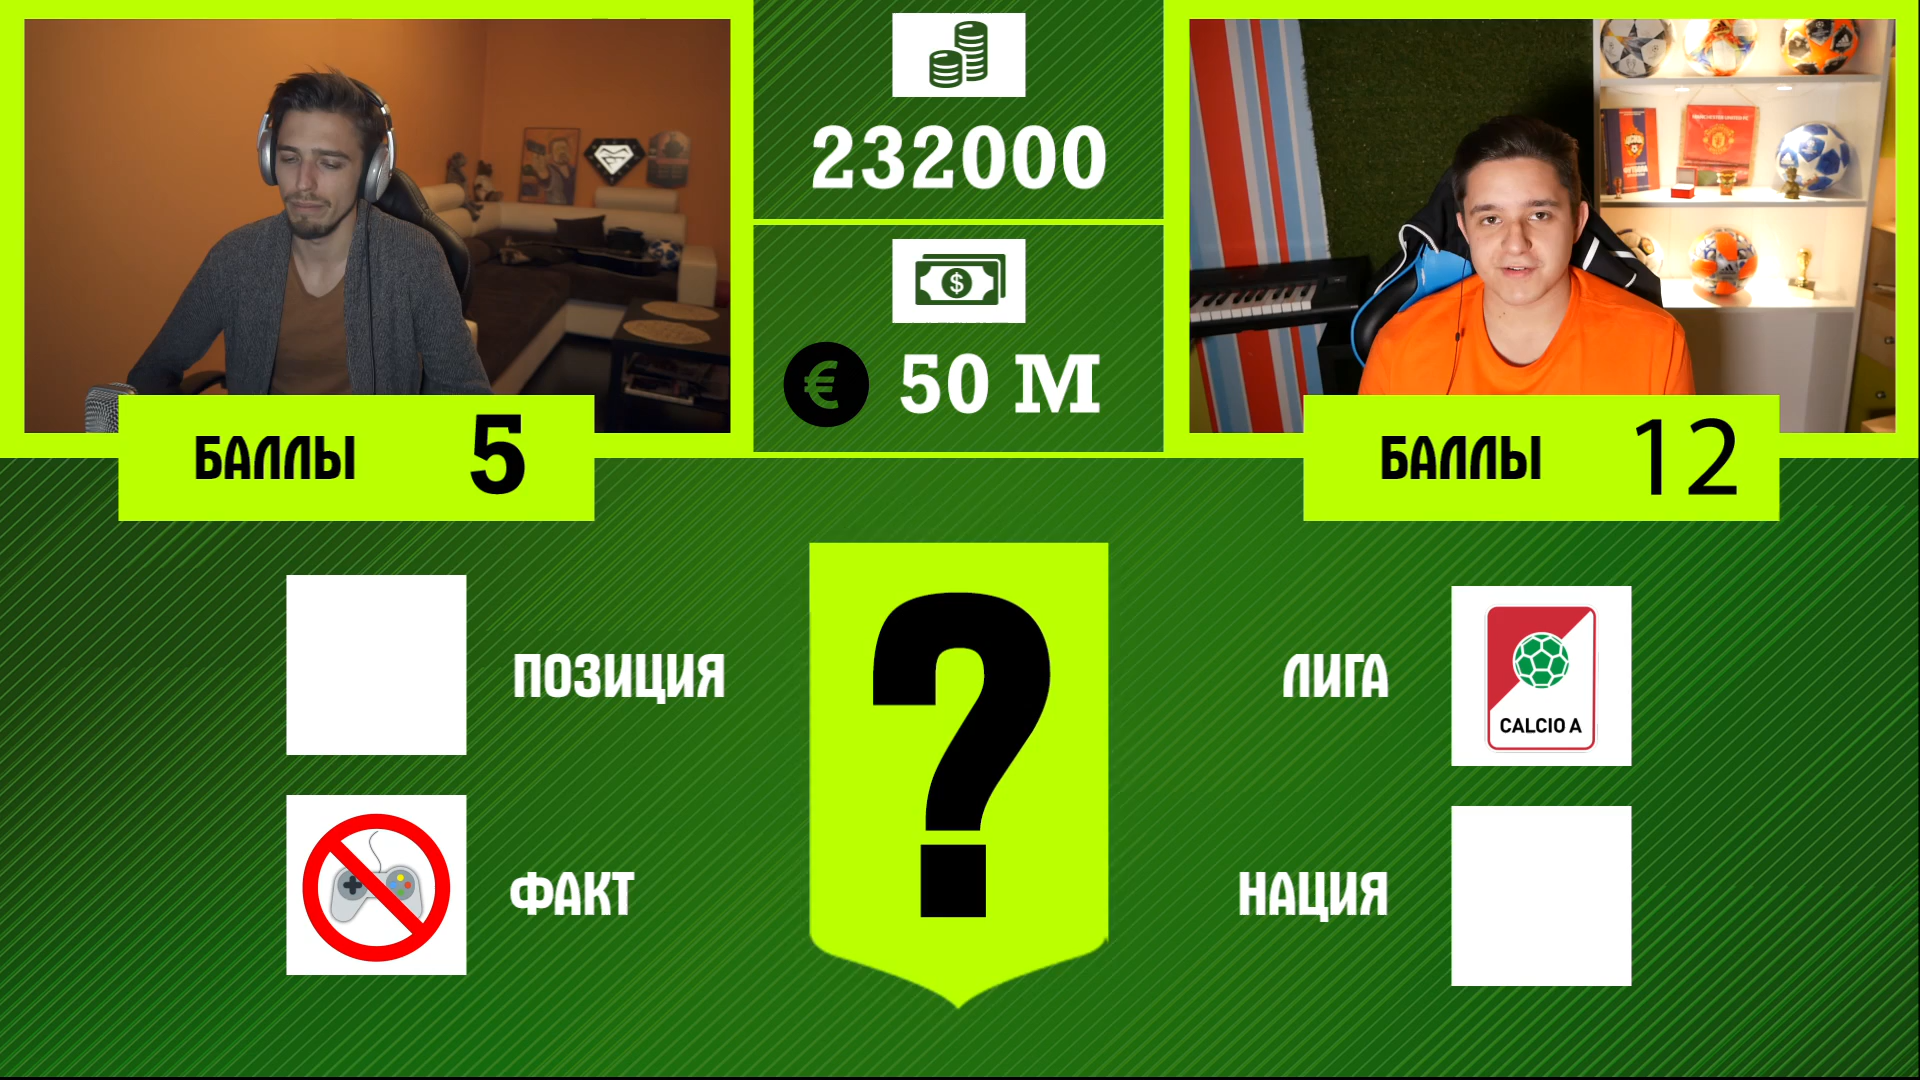 232000
$
€ 50 М
БАЛЛЫ 5
БАЛЛЫ 12
ПОЗИЦИЯ
?
ЛИГА
CALCIO A
ФАКТ
НАЦИЯ